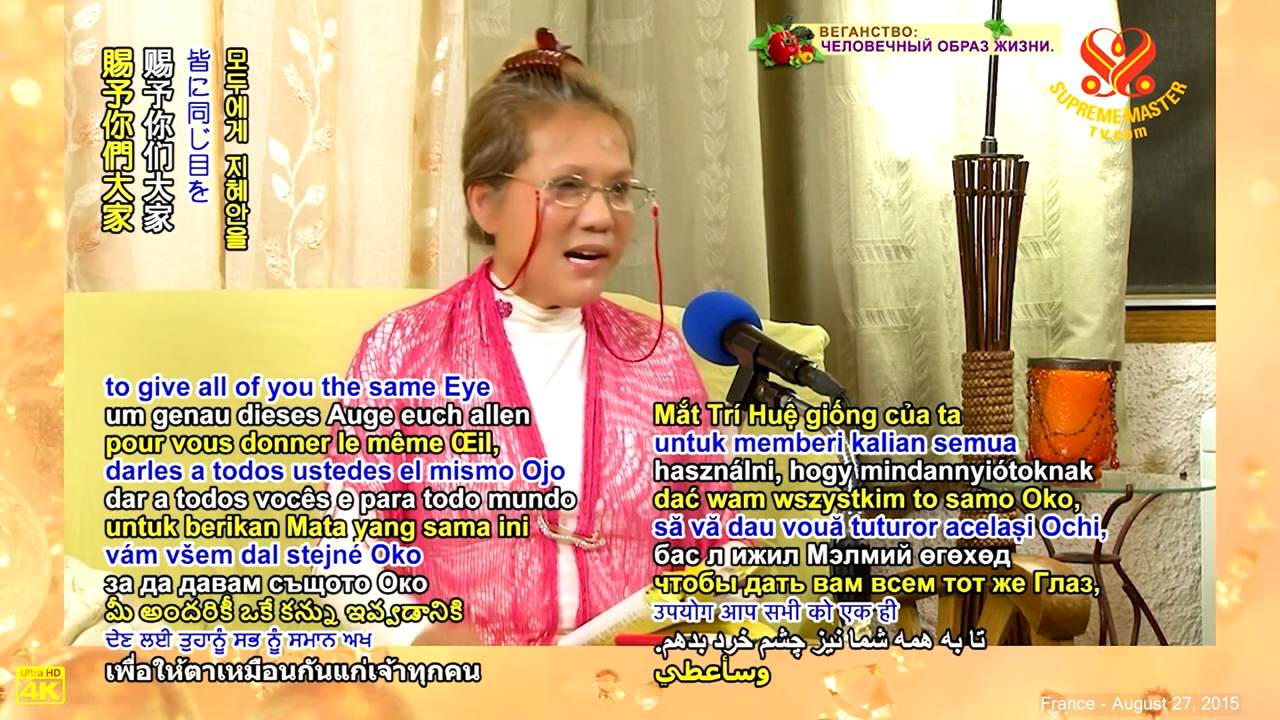 ВЕГАНСТВО:
ЧЕЛОВЕЧНЫЙ ОБРАЗ ЖИЗНИ.
SUPREME MASTER
TV.com
모두에게 지혜안을
皆に同じ目を
赐予你们大家
賜予你們大家
to give all of you the same Eye
um genau dieses Auge euch allen
pour vous donner le même Œil,
darles a todos ustedes el mismo Ojo
dar a todos vocês e para todo mundo
untuk berikan Mata yang sama ini
vám všem dal stejné Oko
за да давам същото Око
మీ అందరికీ ఒకే కన్ను ఇవ్వడానికి
ਦੇਣ ਲਈ ਤੁਹਾਨੂੰ ਸਭ ਨੂੰ ਸਮਾਨ ਅਖ
เพื่อให้ตาเหมือนกันแก่เจ้าทุกคน
Mắt Trí Huệ giống của ta
untuk memberi kalian semua
használni, hogy mindannyiótoknak
dać wam wszystkim to samo Oko,
să vă dau vouă tuturor același Ochi,
бас л ижил Мэлмий өгөхөд
чтобы дать вам всем тот же Глаз,
उपयोग आप सभी को एक ही
تا به همه شما نیز چشم خرد بدهم.
وسأعطي
Ultra HD
4K
France - August 27, 2015